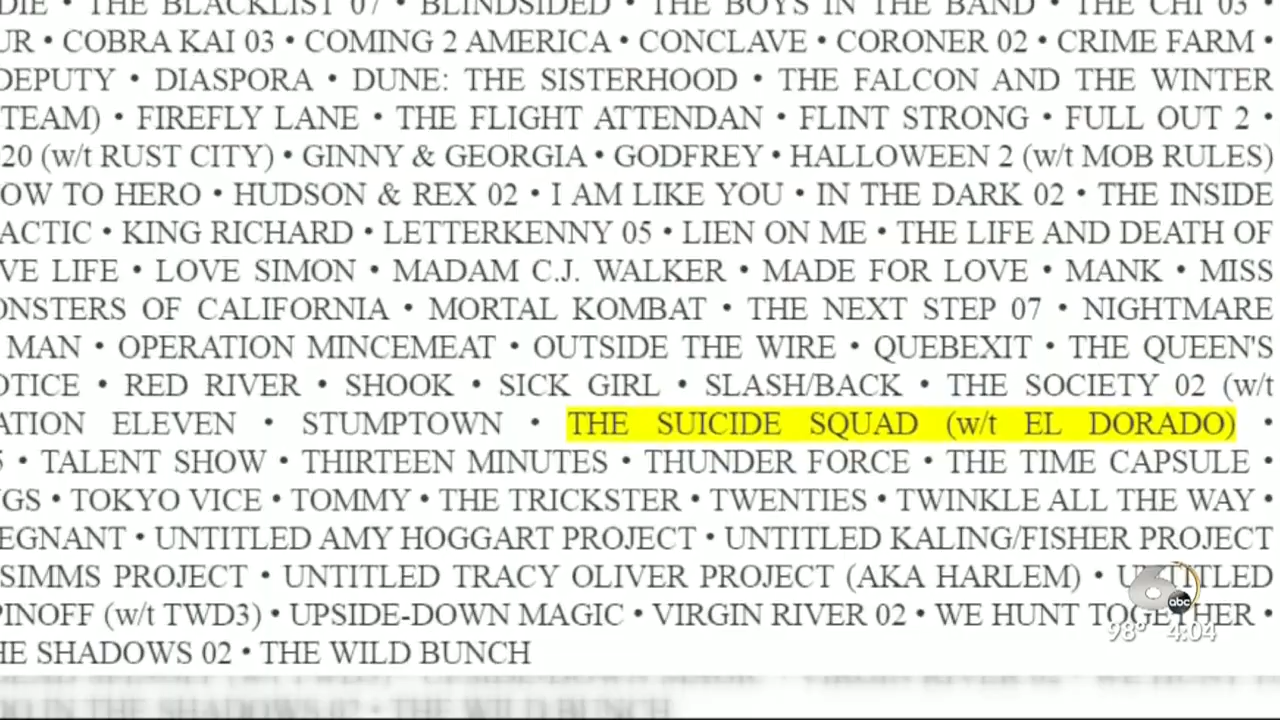 DIE • THE BLACKLIST 07 • BLINDSIDED • THE BOYS IN THE BAND • THE CHI 03 •
UR • COBRA KAI 03 • COMING 2 AMERICA • CONCLAVE • CORONER 02 • CRIME FARM •
DEPUTY • DIASPORA • DUNE: THE SISTERHOOD • THE FALCON AND THE WINTER
TEAM) • FIREFLY LANE • THE FLIGHT ATTENDAN • FLINT STRONG • FULL OUT 2 •
20 (w/t RUST CITY) • GINNY & GEORGIA • GODFREY • HALLOWEEN 2 (w/t MOB RULES)
OW TO HERO • HUDSON & REX 02 • I AM LIKE YOU • IN THE DARK 02 • THE INSIDE
ACTIC • KING RICHARD • LETTERKENNY 05 • LIEN ON ME • THE LIFE AND DEATH OF
VE LIFE • LOVE SIMON • MADAM C.J. WALKER • MADE FOR LOVE • MANK • MISS
ONSTERS OF CALIFORNIA • MORTAL KOMBAT • THE NEXT STEP 07 • NIGHTMARE
MAN • OPERATION MINCEMEAT • OUTSIDE THE WIRE • QUEBEXIT • THE QUEEN'S
OTICE • RED RIVER • SHOOK • SICK GIRL • SLASH/BACK • THE SOCIETY 02 (w/t
ATION ELEVEN • STUMPTOWN • THE SUICIDE SQUAD (w/t EL DORADO) •
5 • TALENT SHOW • THIRTEEN MINUTES • THUNDER FORCE • THE TIME CAPSULE •
NGS • TOKYO VICE • TOMMY • THE TRICKSTER • TWENTIES • TWINKLE ALL THE WAY •
EGNANT • UNTITLED AMY HOGGART PROJECT • UNTITLED KALING/FISHER PROJECT
SIMMS PROJECT • UNTITLED TRACY OLIVER PROJECT (AKA HARLEM) • UNTITLED
PINOFF (w/t TWD3) • UPSIDE-DOWN MAGIC • VIRGIN RIVER 02 • WE HUNT TOGETHER •
HE SHADOWS 02 • THE WILD BUNCH
6 abc
98° 4:04